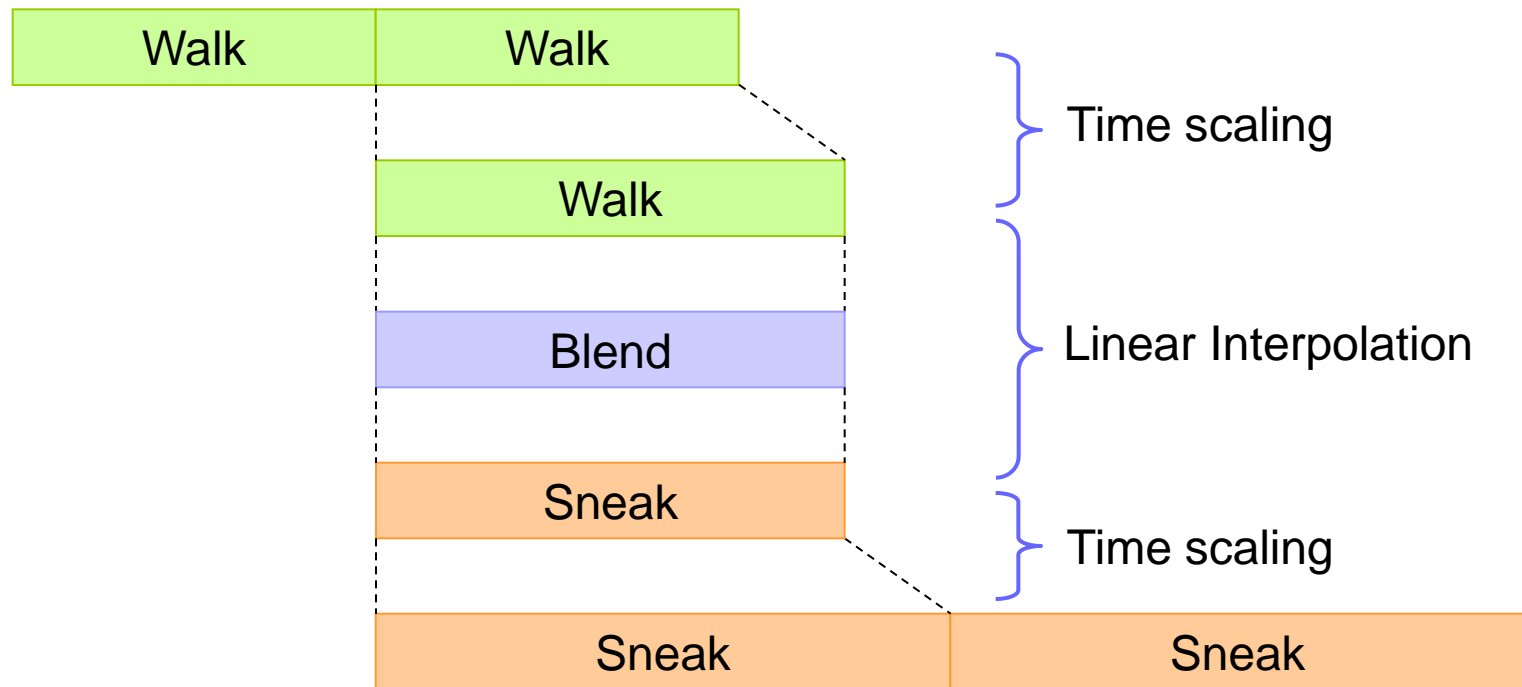 Walk Walk
Time scaling
Walk
Blend
Linear Interpolation
Sneak
Time scaling
Sneak Sneak